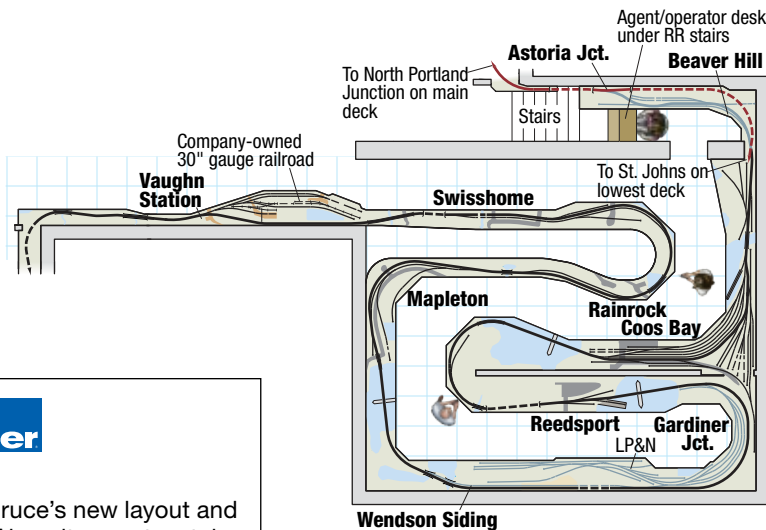 Agent/operator desk
under RR stairs
Astoria Jct.
Beaver Hill
To North Portland
Junction on main
deck
Stairs
Company-owned
30" gauge railroad
To St. Johns on
lowest deck
Vaughn
Station
Swisshome
Mapleton
Rainrock
Coos Bay
Reedsport
Gardiner
Jct.
LP&N
Wendson Siding
er
ruce's new layout and